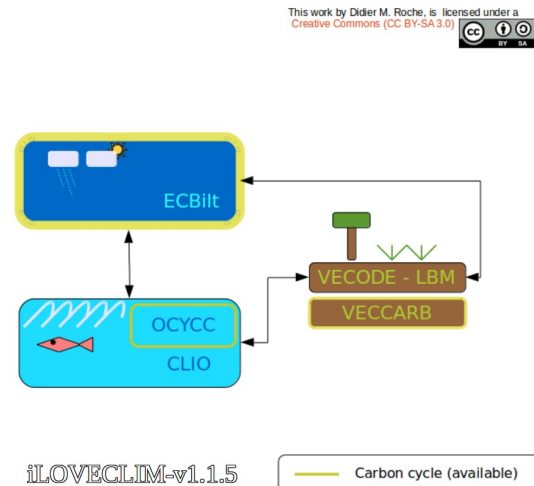 This work by Didier M. Roche, is licensed under a
Creative Commons (CC BY-SA 3.0)
cc
BY SA
ECBilt
VECODE - LBM
VECCARB
OCYCC
CLIO
iLOVECLIM-v1.1.5
Carbon cycle (available)